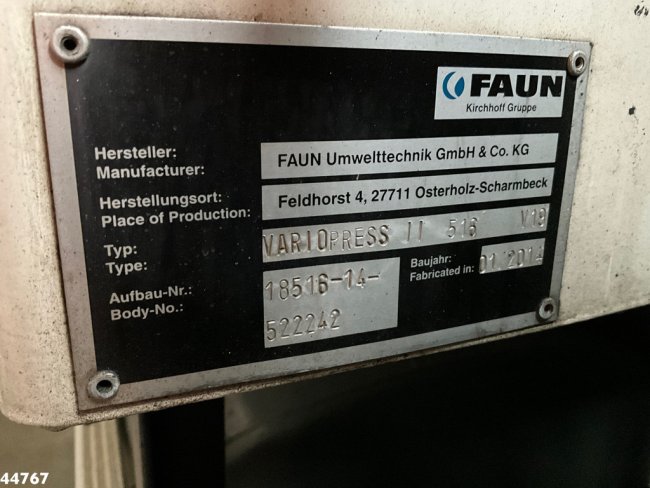 FAUN
Kirchhoff Gruppe
Hersteller:
Manufacturer:
FAUN Umwelttechnik GmbH & Co. KG
Herstellungsort:
Place of Production:
Feldhorst 4, 27711 Osterholz-Scharmbeck
Typ:
Type:
VARIOPRESS II 516 V19
Aufbau-Nr.:
Body-No.:
18516-14-
522242
Baujahr:
Fabricated in:
01.2014
44767